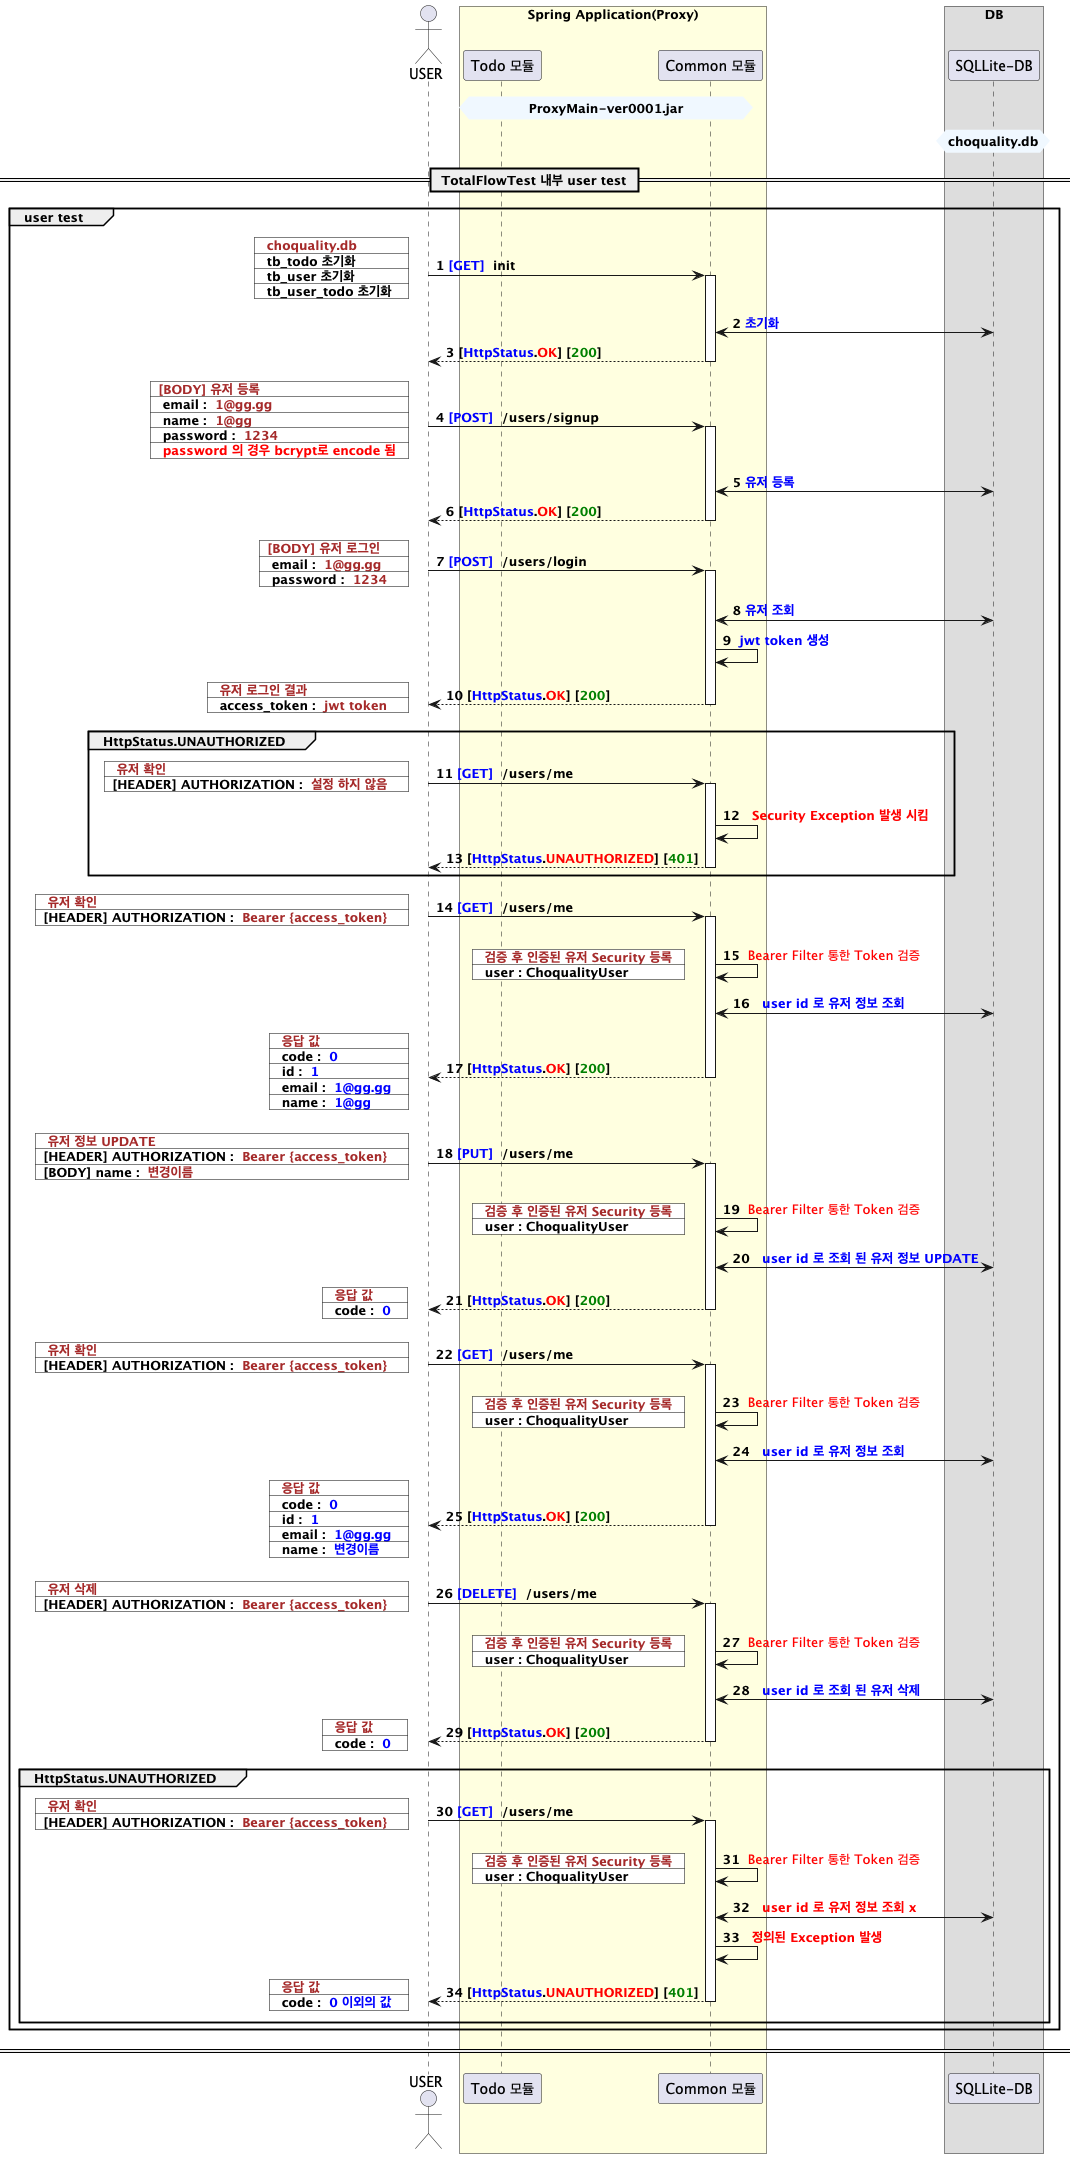 Spring Application(Proxy)
DB
USER
Todo 모듈
Common 모듈
SQLLite-DB
ProxyMain-ver0001.jar
choquality.db
TotalFlowTest 내부 user test
user test
choquality.db
tb_todo 초기화
tb_user 초기화
tb_user_todo 초기화
1 [GET] init
2 초기화
3 [HttpStatus.OK] [200]
[BODY] 유저 등록
email : 1@gg.gg
name : 1@gg
password : 1234
password 의 경우 bcrypt로 encode 됨
4 [POST] /users/signup
5 유저 등록
6 [HttpStatus.OK] [200]
[BODY] 유저 로그인
email : 1@gg.gg
password : 1234
7 [POST] /users/login
8 유저 조회
9 jwt token 생성
유저 로그인 결과
access_token : jwt token
10 [HttpStatus.OK] [200]
HttpStatus.UNAUTHORIZED
유저 확인
[HEADER] AUTHORIZATION : 설정 하지 않음
11 [GET] /users/me
12 Security Exception 발생 시킴
13 [HttpStatus.UNAUTHORIZED] [401]
유저 확인
[HEADER] AUTHORIZATION : Bearer {access_token}
14 [GET] /users/me
검증 후 인증된 유저 Security 등록
user : ChoqualityUser
15 Bearer Filter 통한 Token 검증
16 user id 로 유저 정보 조회
응답 값
code : 0
id : 1
email : 1@gg.gg
name : 1@gg
17 [HttpStatus.OK] [200]
유저 정보 UPDATE
[HEADER] AUTHORIZATION : Bearer {access_token}
[BODY] name : 변경이름
18 [PUT] /users/me
검증 후 인증된 유저 Security 등록
user : ChoqualityUser
19 Bearer Filter 통한 Token 검증
20 user id 로 조회 된 유저 정보 UPDATE
응답 값
code : 0
21 [HttpStatus.OK] [200]
유저 확인
[HEADER] AUTHORIZATION : Bearer {access_token}
22 [GET] /users/me
검증 후 인증된 유저 Security 등록
user : ChoqualityUser
23 Bearer Filter 통한 Token 검증
24 user id 로 유저 정보 조회
응답 값
code : 0
id : 1
email : 1@gg.gg
name : 변경이름
25 [HttpStatus.OK] [200]
유저 삭제
[HEADER] AUTHORIZATION : Bearer {access_token}
26 [DELETE] /users/me
검증 후 인증된 유저 Security 등록
user : ChoqualityUser
27 Bearer Filter 통한 Token 검증
28 user id 로 조회 된 유저 삭제
응답 값
code : 0
29 [HttpStatus.OK] [200]
HttpStatus.UNAUTHORIZED
유저 확인
[HEADER] AUTHORIZATION : Bearer {access_token}
30 [GET] /users/me
검증 후 인증된 유저 Security 등록
user : ChoqualityUser
31 Bearer Filter 통한 Token 검증
32 user id 로 유저 정보 조회 x
33 정의된 Exception 발생
응답 값
code : 0 이외의 값
34 [HttpStatus.UNAUTHORIZED] [401]
USER
Todo 모듈
Common 모듈
SQLLite-DB